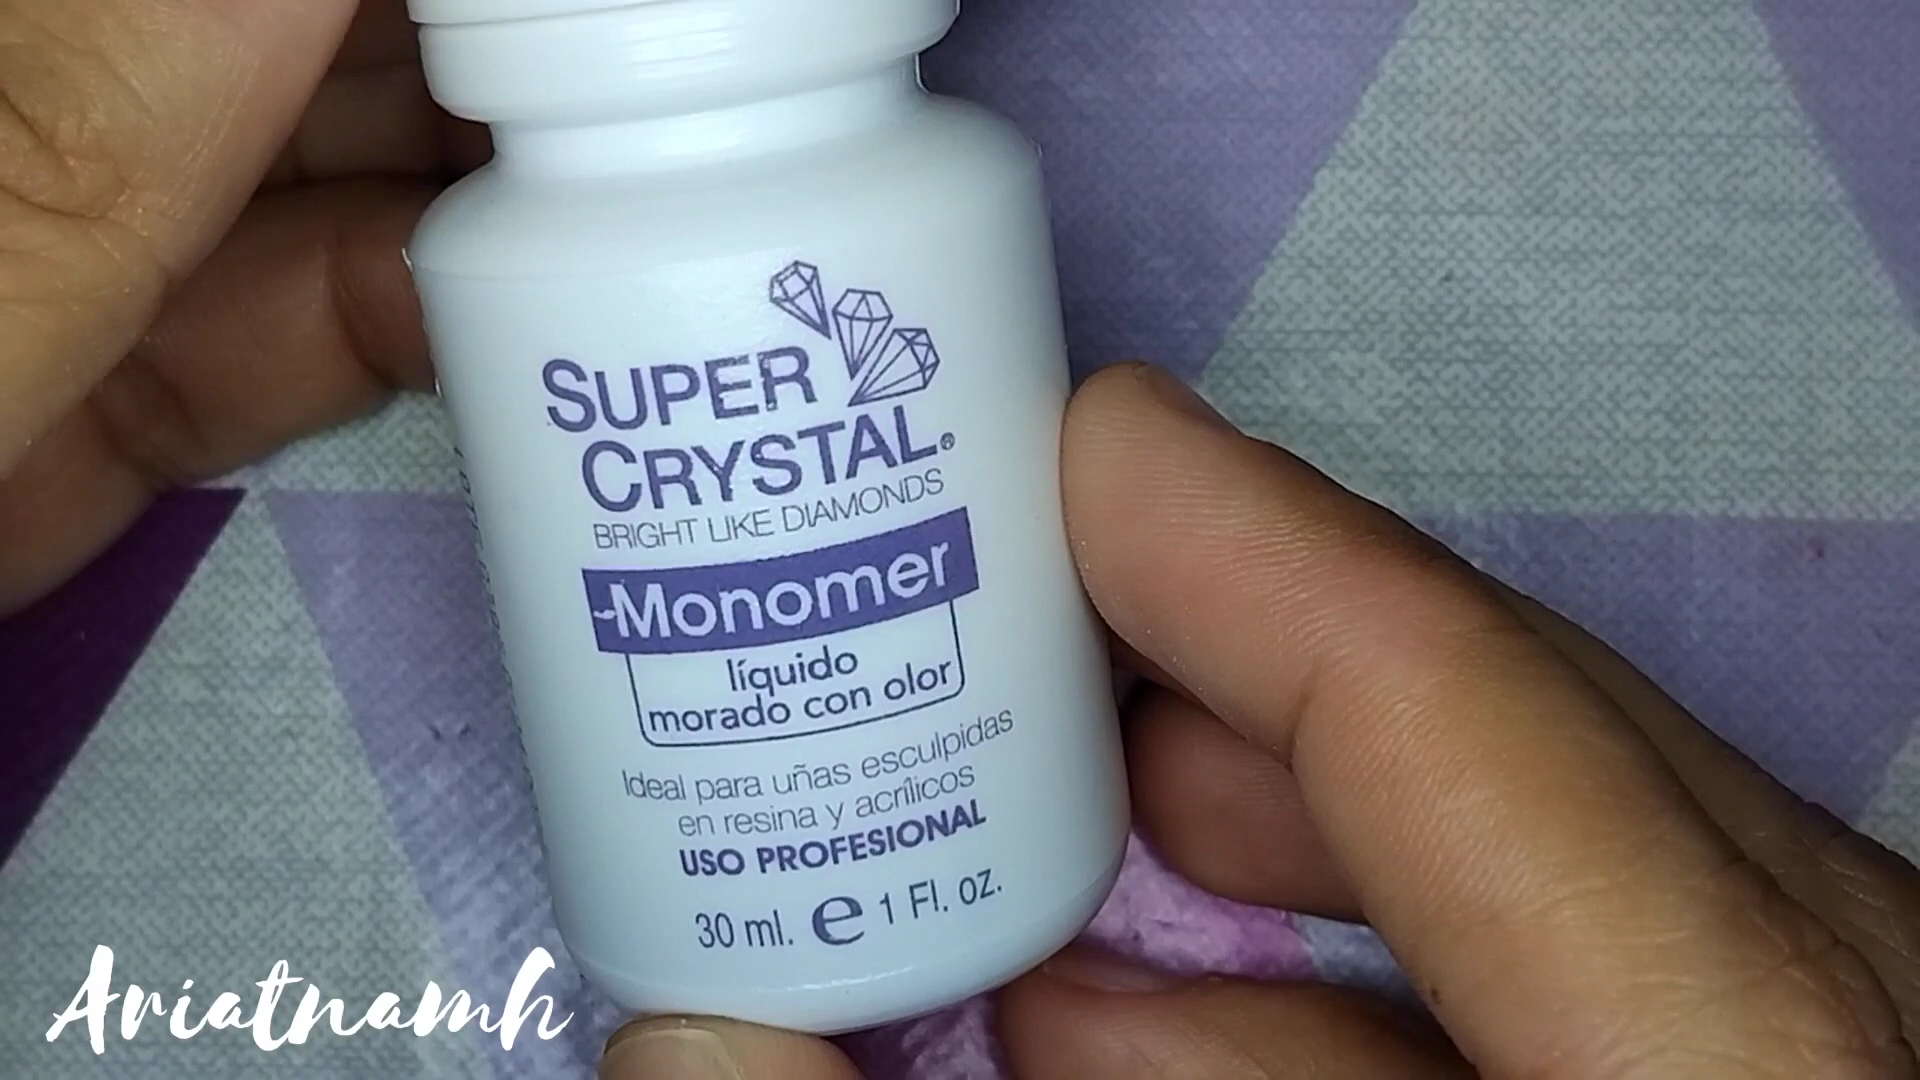 SUPER
CRYSTAL®
BRIGHT LIKE DIAMONDS
Monomer
líquido
morado con olor
Ideal para uñas esculpidas
en resina y acrílicos
USO PROFESIONAL
30 ml. e 1 Fl. oz.
Ariatnamh